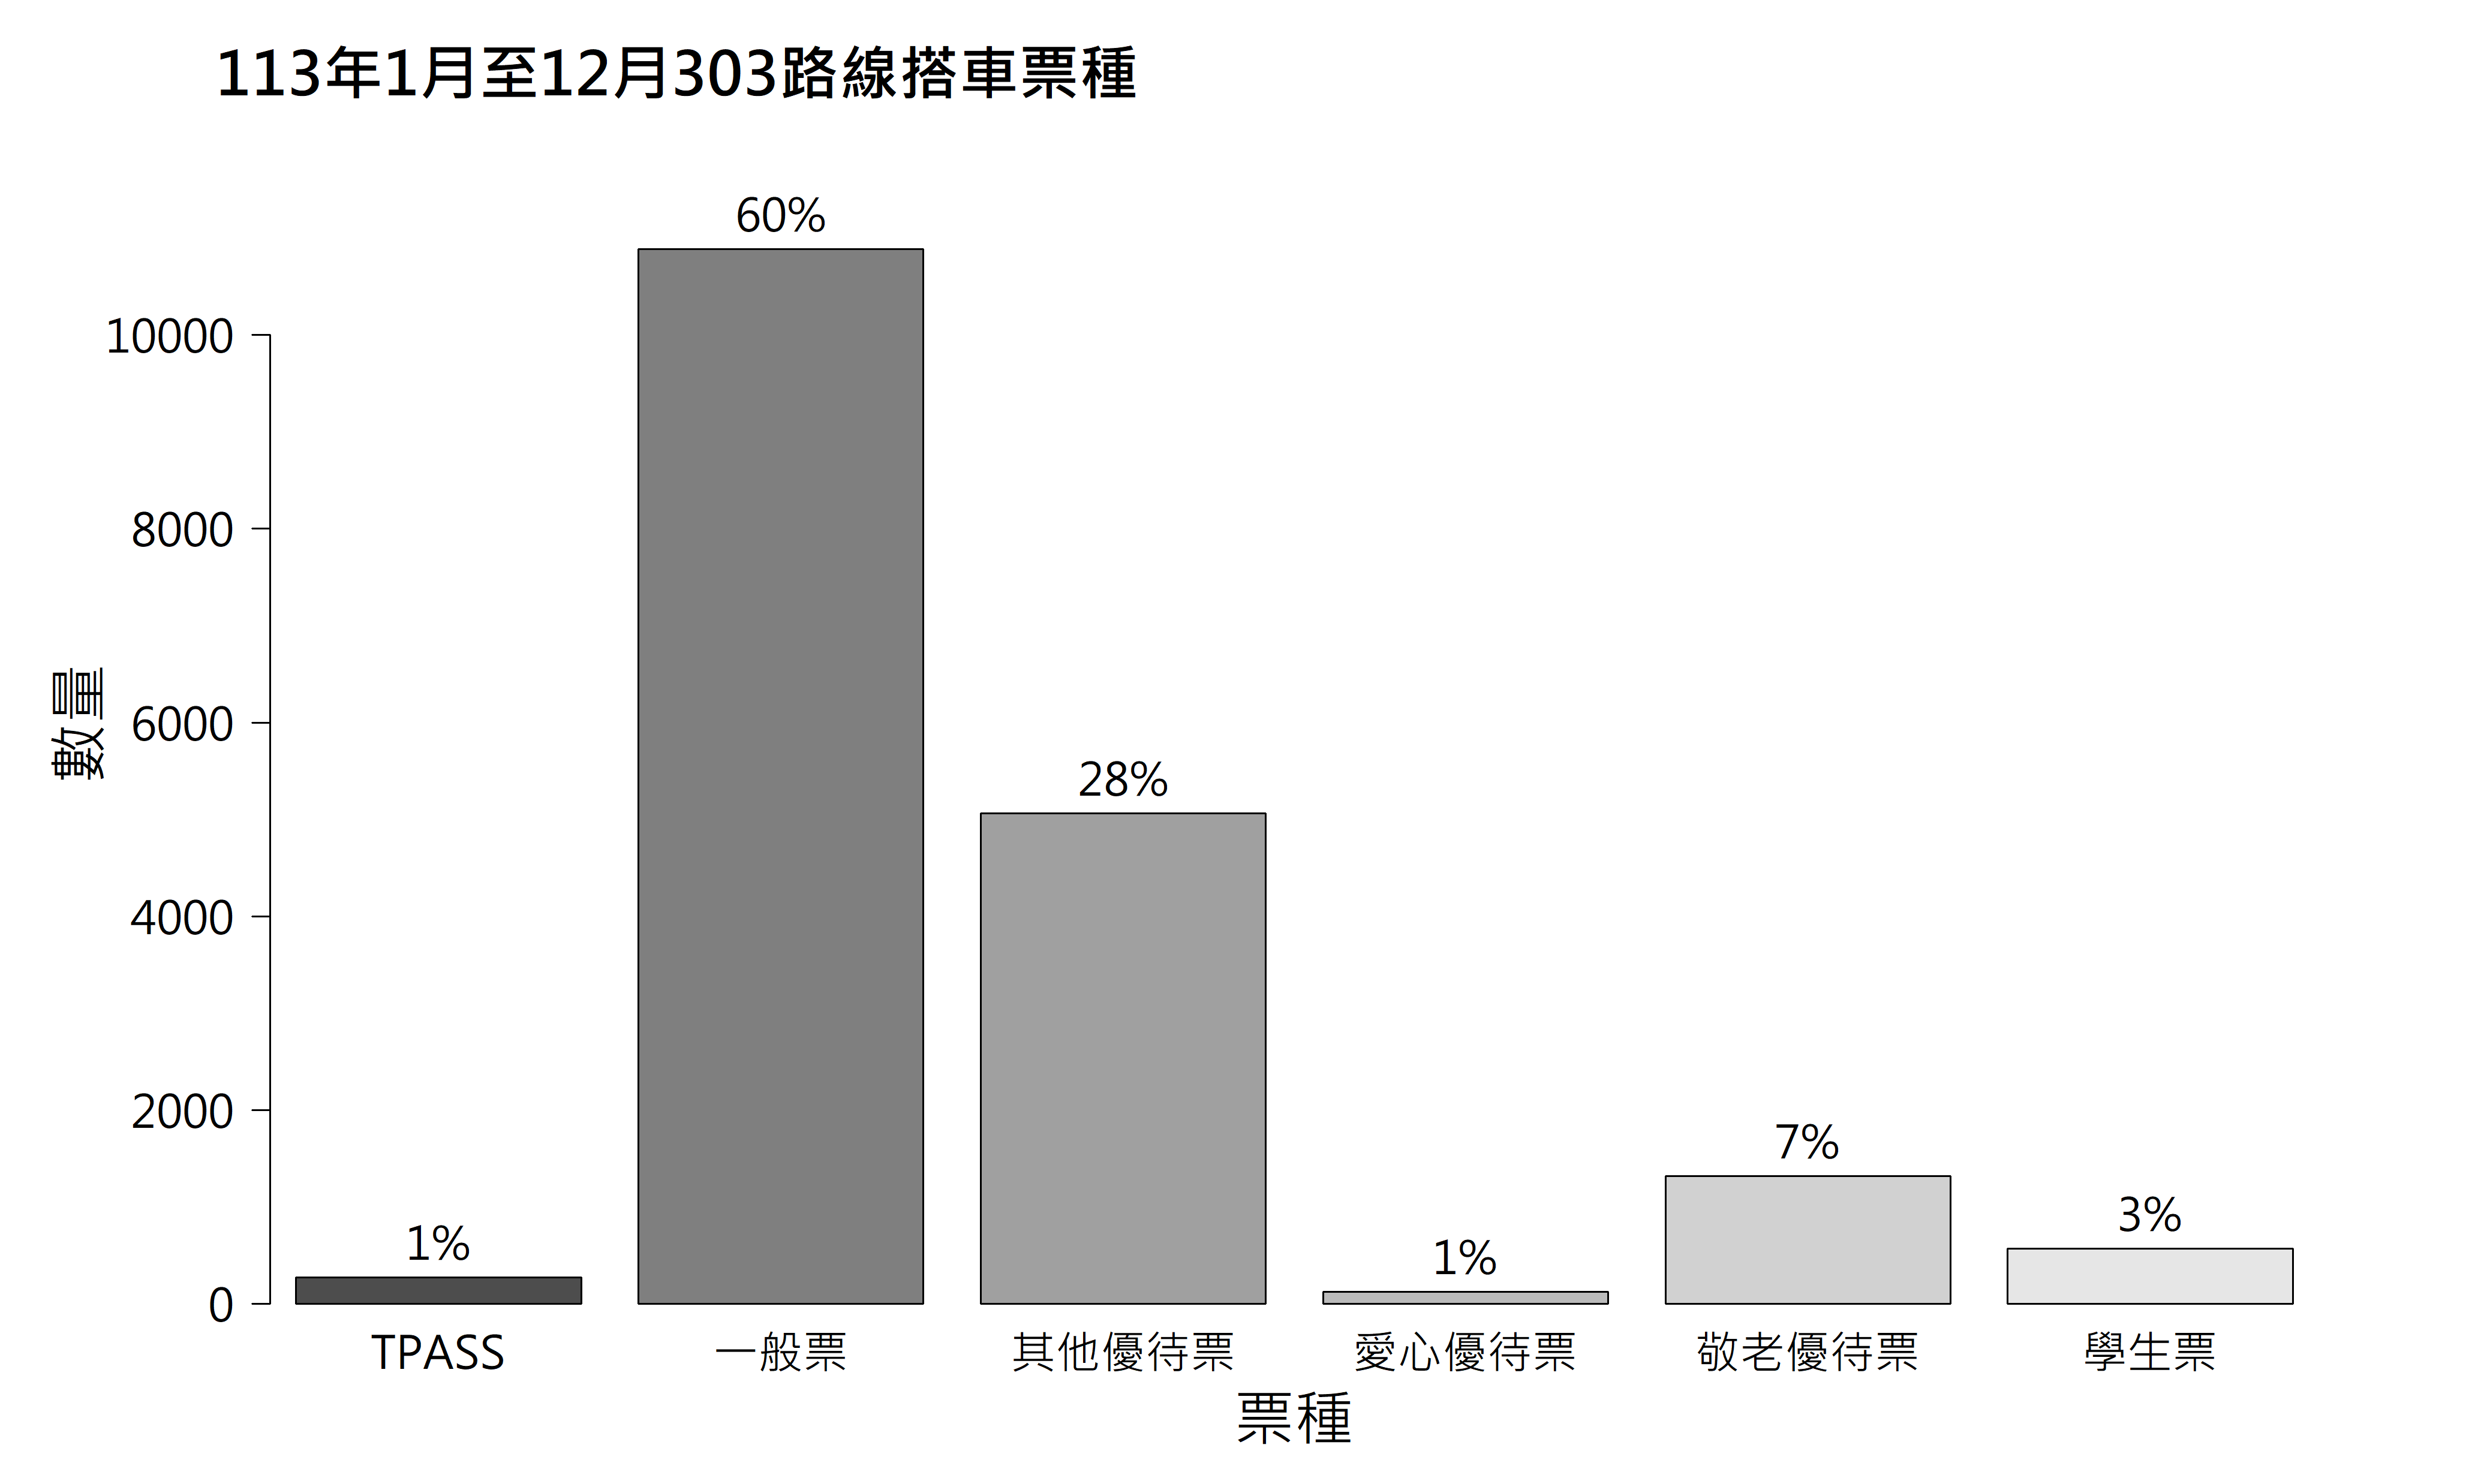 113年1月至12月303路線搭車票種
數量
10000
8000
6000
4000
2000
0
1%
60%
28%
1%
7%
3%
TPASS
一般票
其他優待票
愛心優待票
敬老優待票
學生票
票種